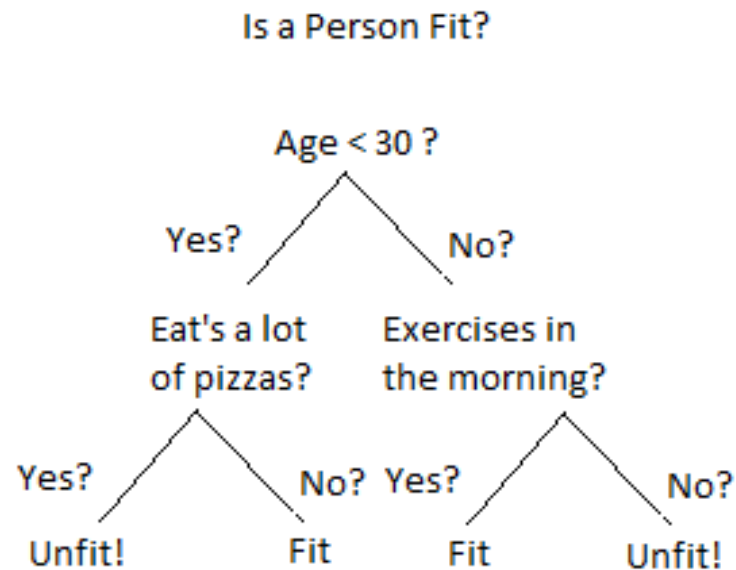 Is a Person Fit?
Age < 30 ?
Yes?
No?
Eat's a lot
of pizzas?
Exercises in
the morning?
Yes?
No?
Yes?
No?
Unfit!
Fit
Fit
Unfit!